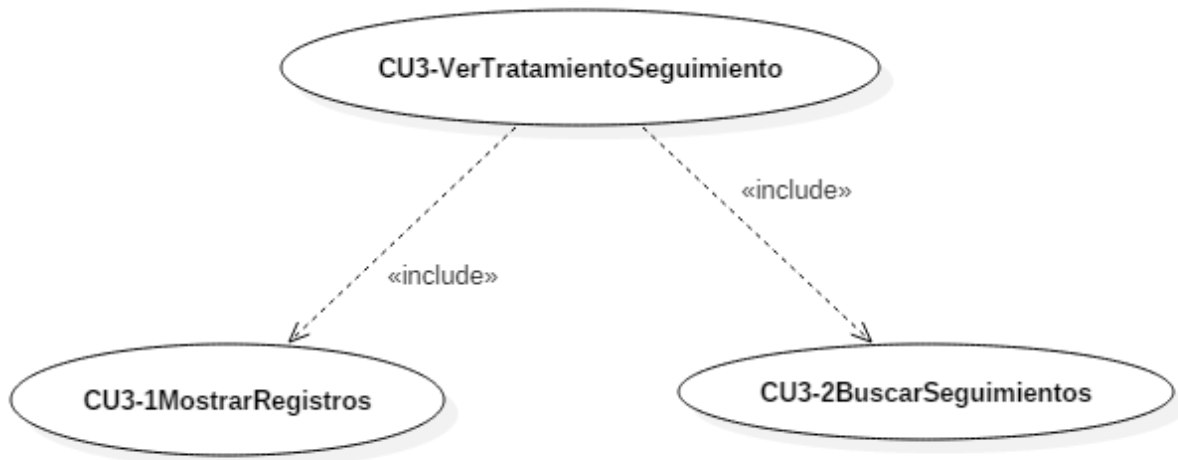 CU3-VerTratamientoSeguimiento
«include»
«include»
CU3-1MostrarRegistros
CU3-2BuscarSeguimientos